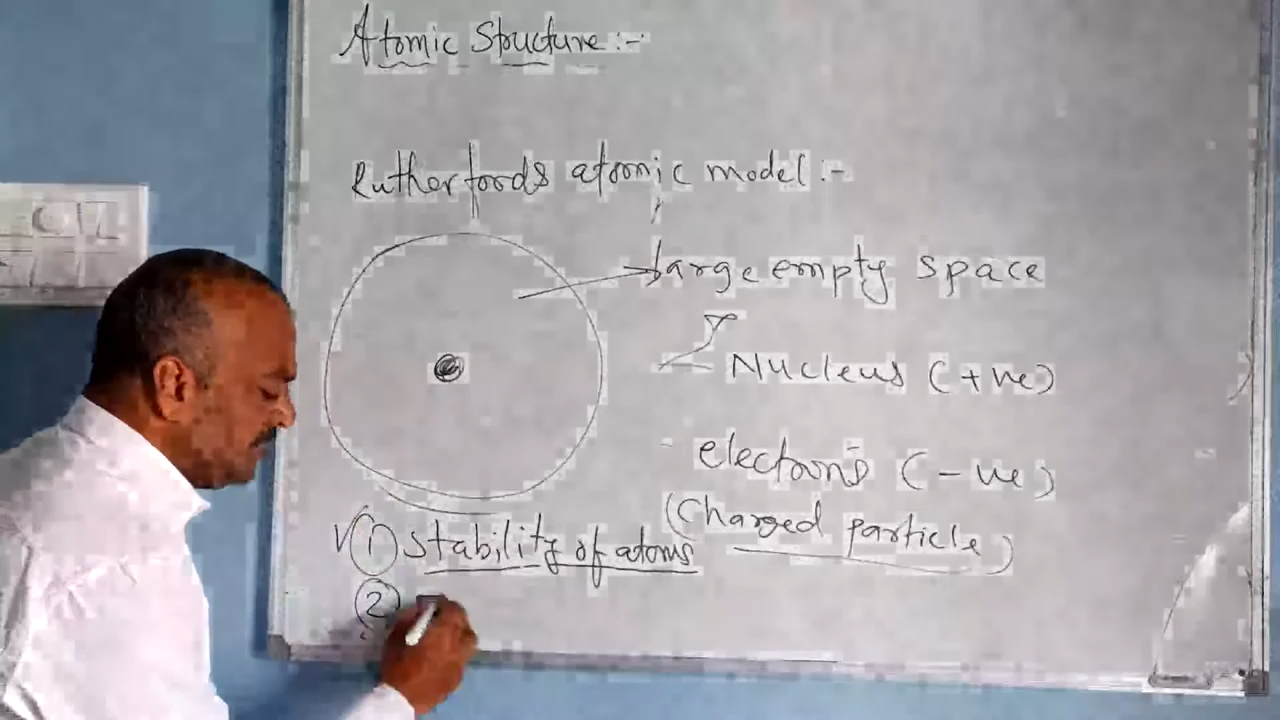 Atomic Structure:-
Rutherfords atomic model:-
large empty space
Nucleus (+ve)
electrons (-ve)
(Charged particle)
(1) Stability of atoms
(2)